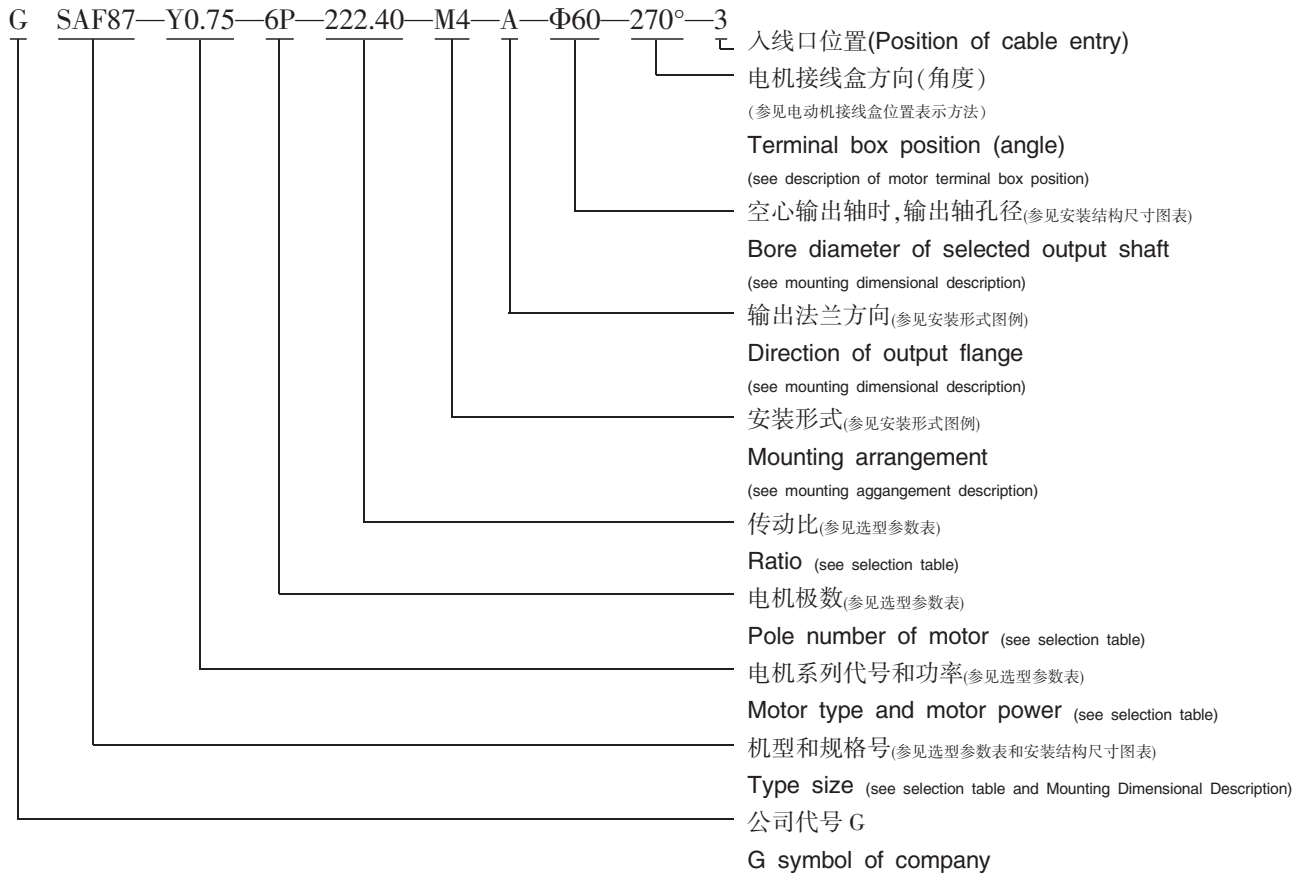 G SAF87—Y0.75—6P—222.40—M4—A—Φ60—270°—3
入线口位置(Position of cable entry)
电机接线盒方向(角度)
(参见电动机接线盒位置表示方法)
Terminal box position (angle)
(see description of motor terminal box position)
空心输出轴时,输出轴孔径(参见安装结构尺寸图表)
Bore diameter of selected output shaft
(see mounting dimensional description)
输出法兰方向(参见安装形式图例)
Direction of output flange
(see mounting dimensional description)
安装形式(参见安装形式图例)
Mounting arrangement
(see mounting aggangement description)
传动比(参见选型参数表)
Ratio (see selection table)
电机极数(参见选型参数表)
Pole number of motor (see selection table)
电机系列代号和功率(参见选型参数表)
Motor type and motor power (see selection table)
机型和规格号(参见选型参数表和安装结构尺寸图表)
Type size (see selection table and Mounting Dimensional Description)
公司代号 G
G symbol of company